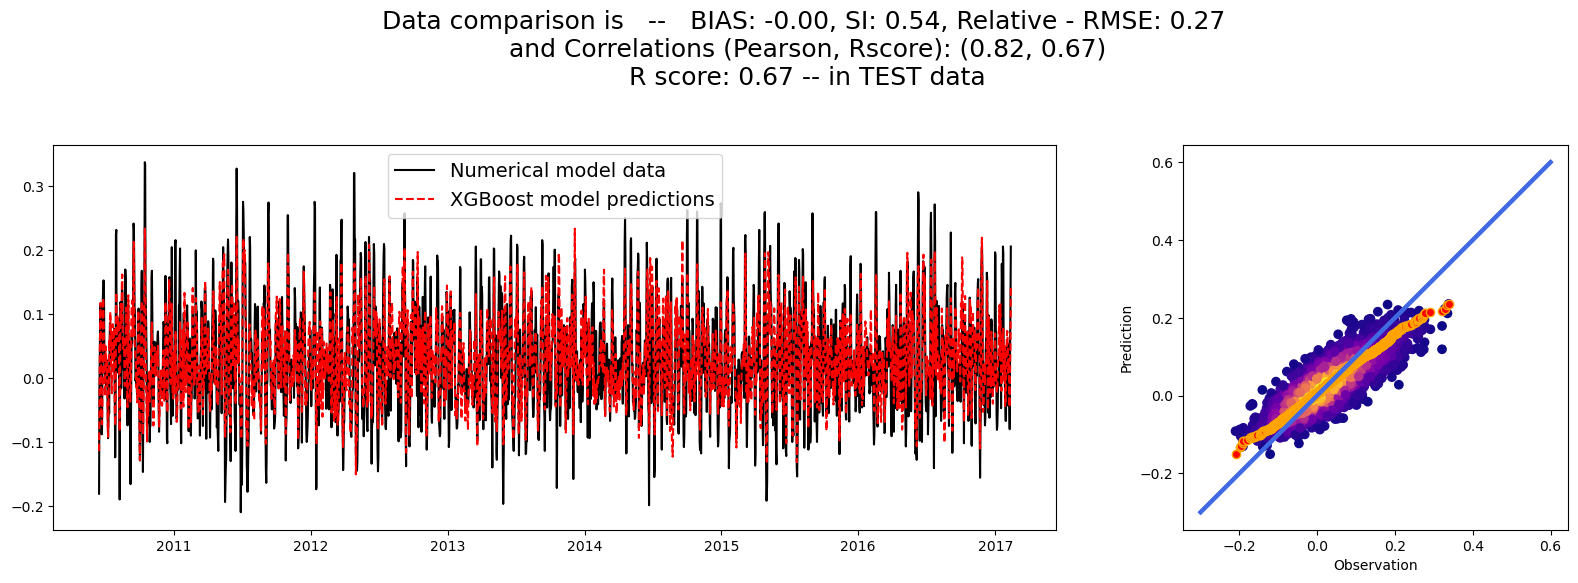 Data comparison is   --   BIAS: -0.00, SI: 0.54, Relative - RMSE: 0.27
and Correlations (Pearson, Rscore): (0.82, 0.67)
R score: 0.67 -- in TEST data
Numerical model data
XGBoost model predictions
0.3
0.2
0.1
0.0
−0.1
−0.2
2011 2012 2013 2014 2015 2016 2017
Prediction
0.6
0.4
0.2
0.0
−0.2
−0.2 0.0 0.2 0.4 0.6
Observation